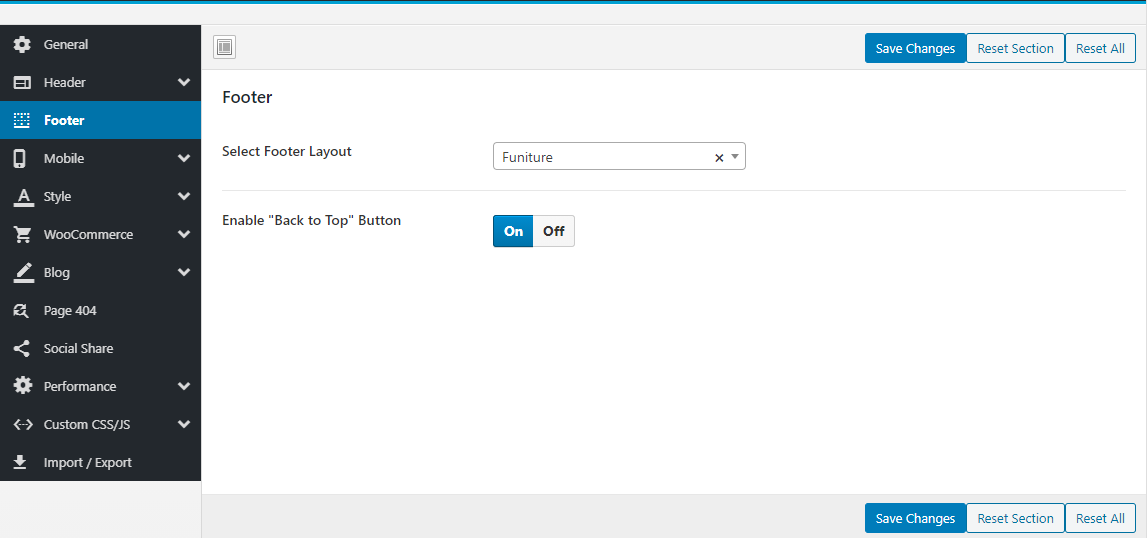 General
Header
Footer
Mobile
Style
WooCommerce
Blog
Page 404
Social Share
Performance
Custom CSS/JS
Import / Export
Save Changes Reset Section Reset All
Footer
Select Footer Layout Funiture
Enable "Back to Top" Button On Off
Save Changes Reset Section Reset All